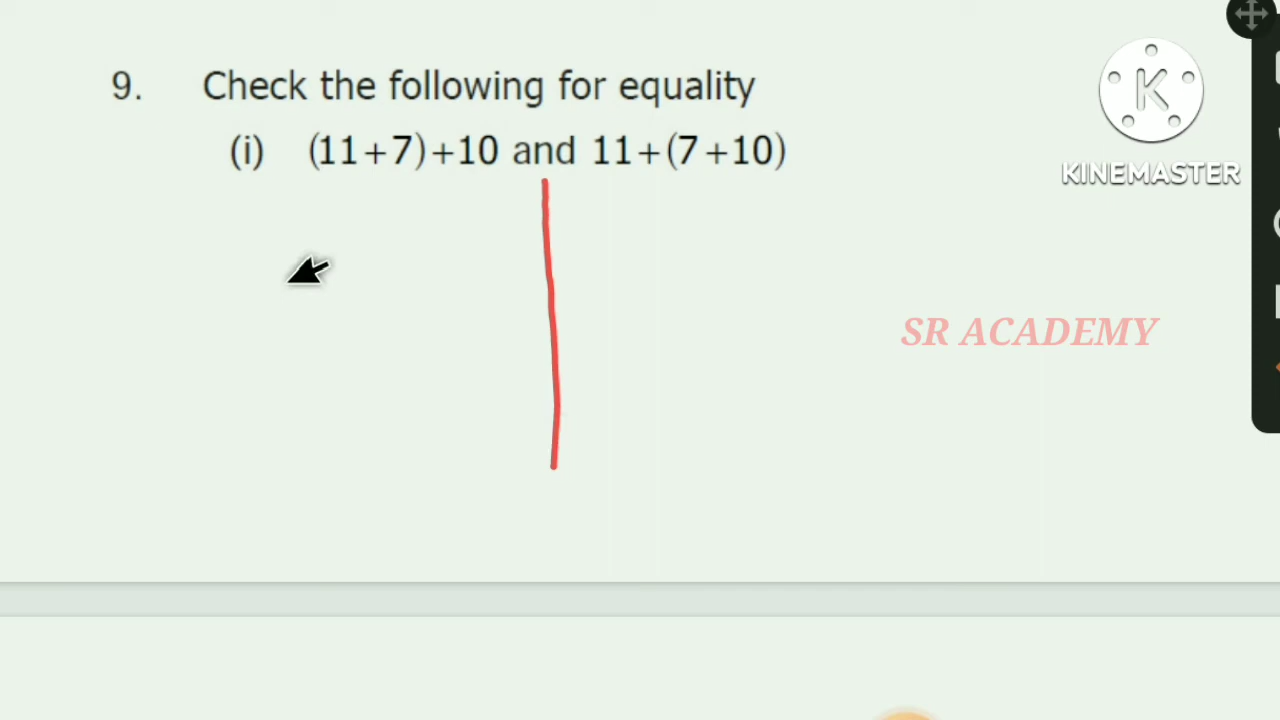 9. Check the following for equality
(i) (11+7)+10 and 11+(7+10)
K
KINEMASTER
SR ACADEMY